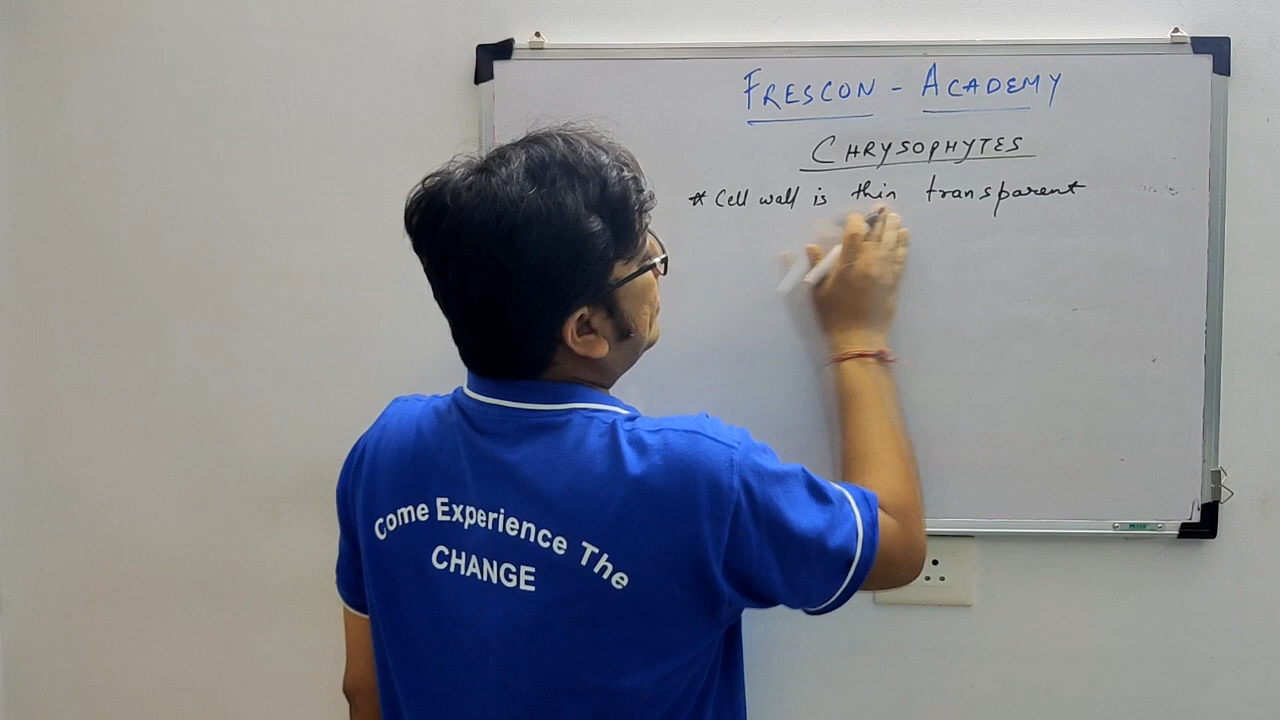 FRESCON - ACADEMY
CHRYSOPHYTES
* Cell wall is thin transparent
Come Experience The
CHANGE